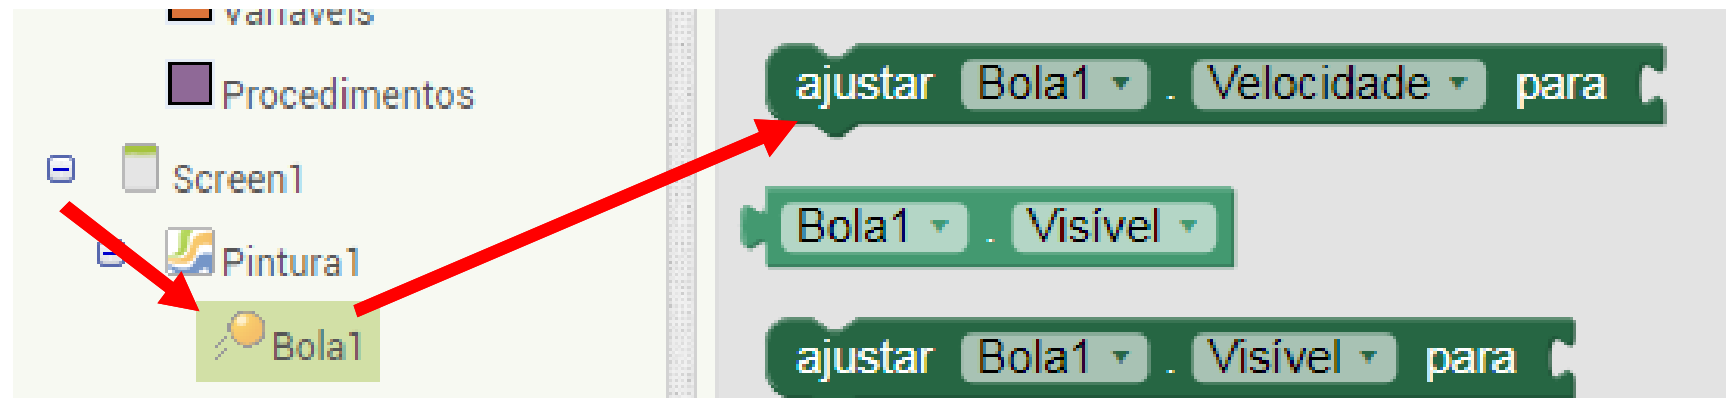 Variáveis
Procedimentos
Screen1
Pintura1
Bola1
ajustar Bola1 . Velocidade para
Bola1 . Visível
ajustar Bola1 . Visível para